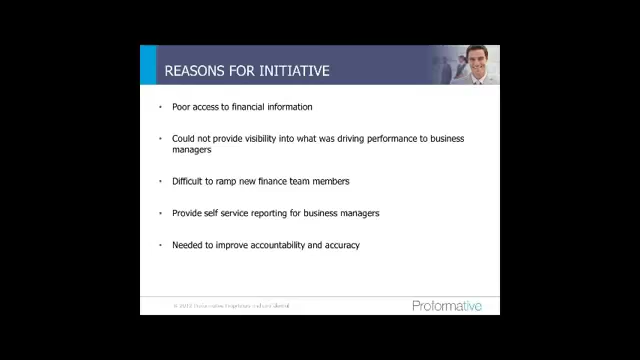 REASONS FOR INITIATIVE
• Poor access to financial information
• Could not provide visibility into what was driving performance to business
managers
• Difficult to ramp new finance team members
• Provide self service reporting for business managers
• Needed to improve accountability and accuracy
Proformative